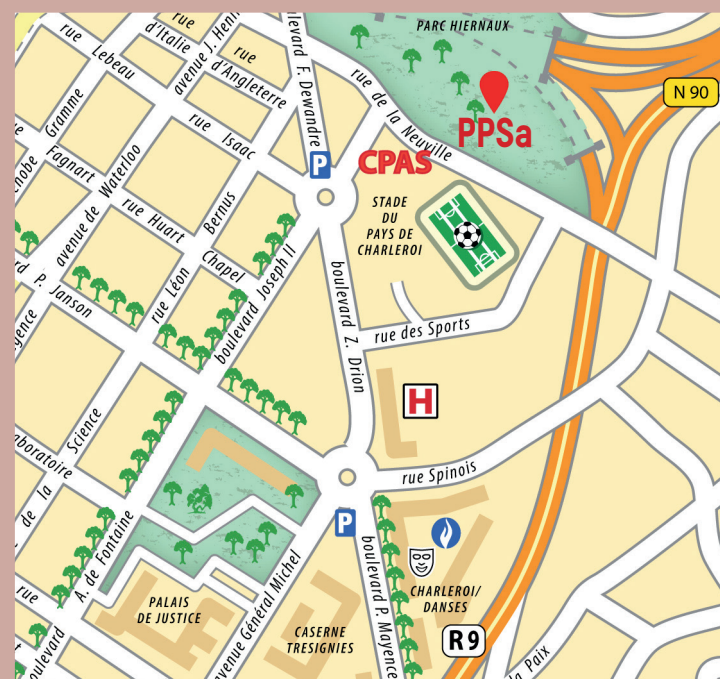 PARC HIERNAUX
rue
d'Italie
rue
Lebeau
avenue J. Henri
rue
d'Angleterre
boulevard F. Dewandre
rue de la Neuville
N 90
PPSa
Gramme
rue Isaac
P
CPAS
Fagnart
avenue de Waterloo
rue Huart
Chapel
Bernus
STADE
DU
PAYS DE
CHARLEROI
rue Léon
boulevard Joseph II
P. Janson
boulevard Z. Drion
rue des Sports
H
Science
de la
rue Spinois
P
A. de Fontaine
boulevard P. Mayence
CHARLEROI/
DANSES
PALAIS
DE JUSTICE
avenue Général Michel
CASERNE
TRESIGNIES
R9
rue
la Paix